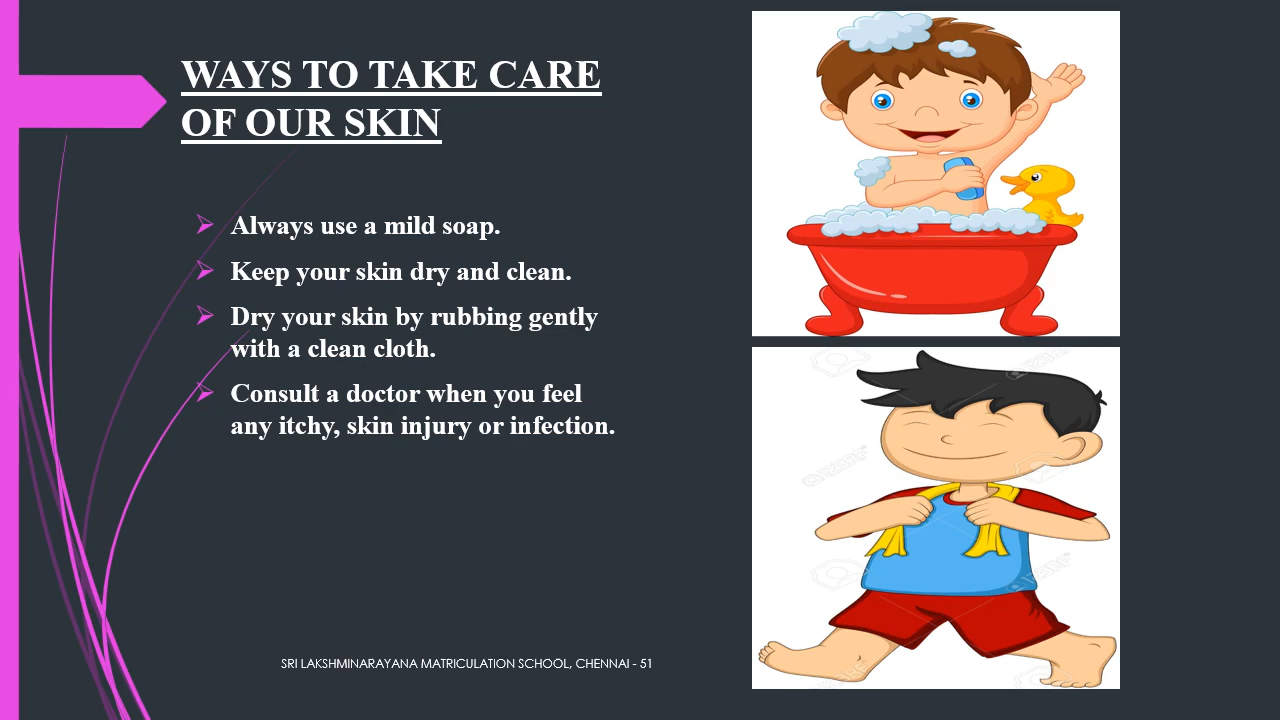 WAYS TO TAKE CARE
OF OUR SKIN
Always use a mild soap.
Keep your skin dry and clean.
Dry your skin by rubbing gently
with a clean cloth.
Consult a doctor when you feel
any itchy, skin injury or infection.
SRI LAKSHMINARAYANA MATRICULATION SCHOOL, CHENNAI - 51